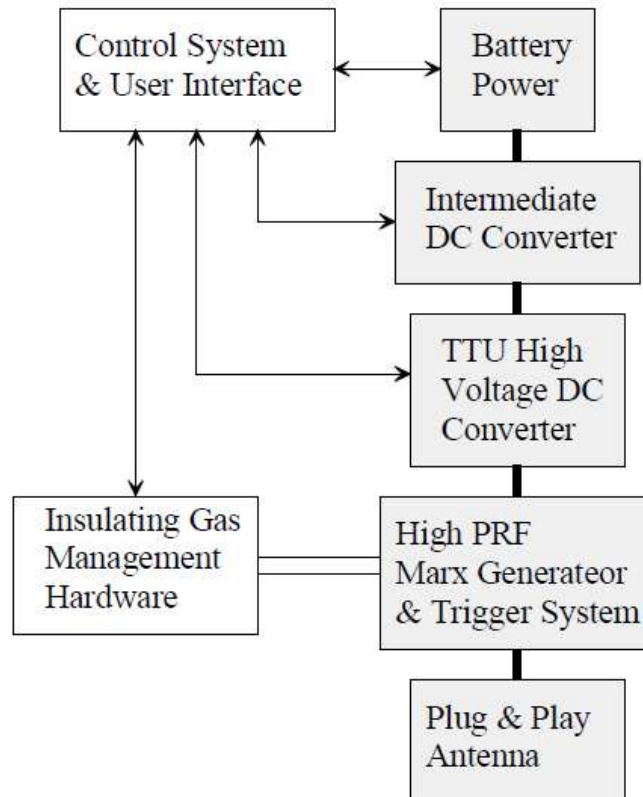 Control System
& User Interface
Battery
Power
Intermediate
DC Converter
TTU High
Voltage DC
Converter
Insulating Gas
Management
Hardware
High PRF
Marx Generateor
& Trigger System
Plug & Play
Antenna